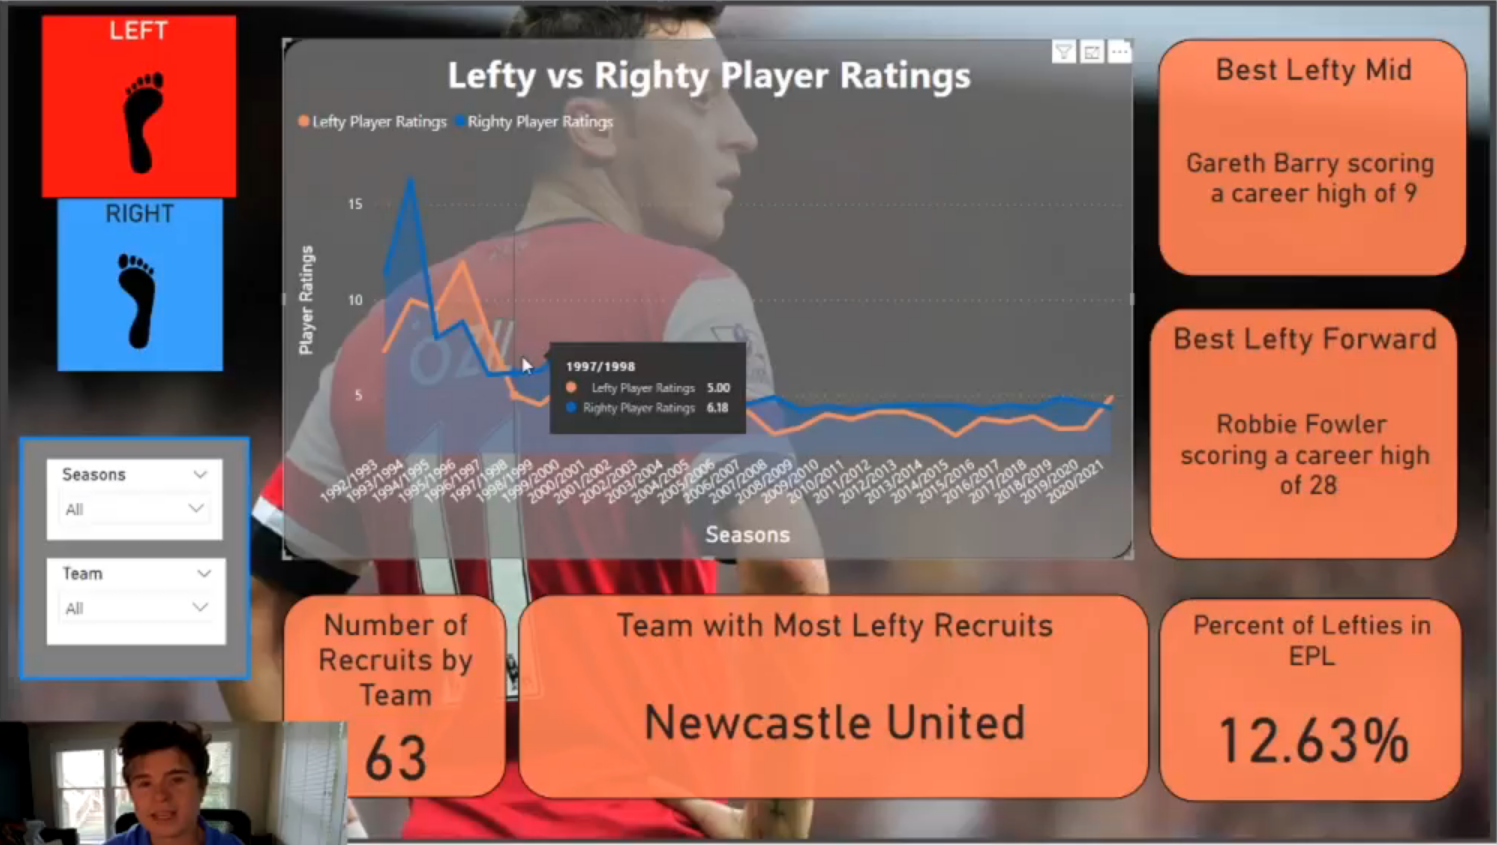 LEFT
RIGHT
Seasons
All
Team
All
Lefty vs Righty Player Ratings
Lefty Player Ratings
Righty Player Ratings
Player Ratings
15
10
5
ÖZIL
11
1997/1998
Lefty Player Ratings 5.00
Righty Player Ratings 6.18
1992/1993
1993/1994
1994/1995
1995/1996
1996/1997
1997/1998
1998/1999
1999/2000
2000/2001
2001/2002
2002/2003
2003/2004
2004/2005
2005/2006
2006/2007
2007/2008
2008/2009
2009/2010
2010/2011
2011/2012
2012/2013
2013/2014
2014/2015
2015/2016
2016/2017
2017/2018
2018/2019
2019/2020
2020/2021
Seasons
Best Lefty Mid
Gareth Barry scoring
a career high of 9
Best Lefty Forward
Robbie Fowler
scoring a career high
of 28
Number of
Recruits by
Team
63
Team with Most Lefty Recruits
Newcastle United
Percent of Lefties in
EPL
12.63%